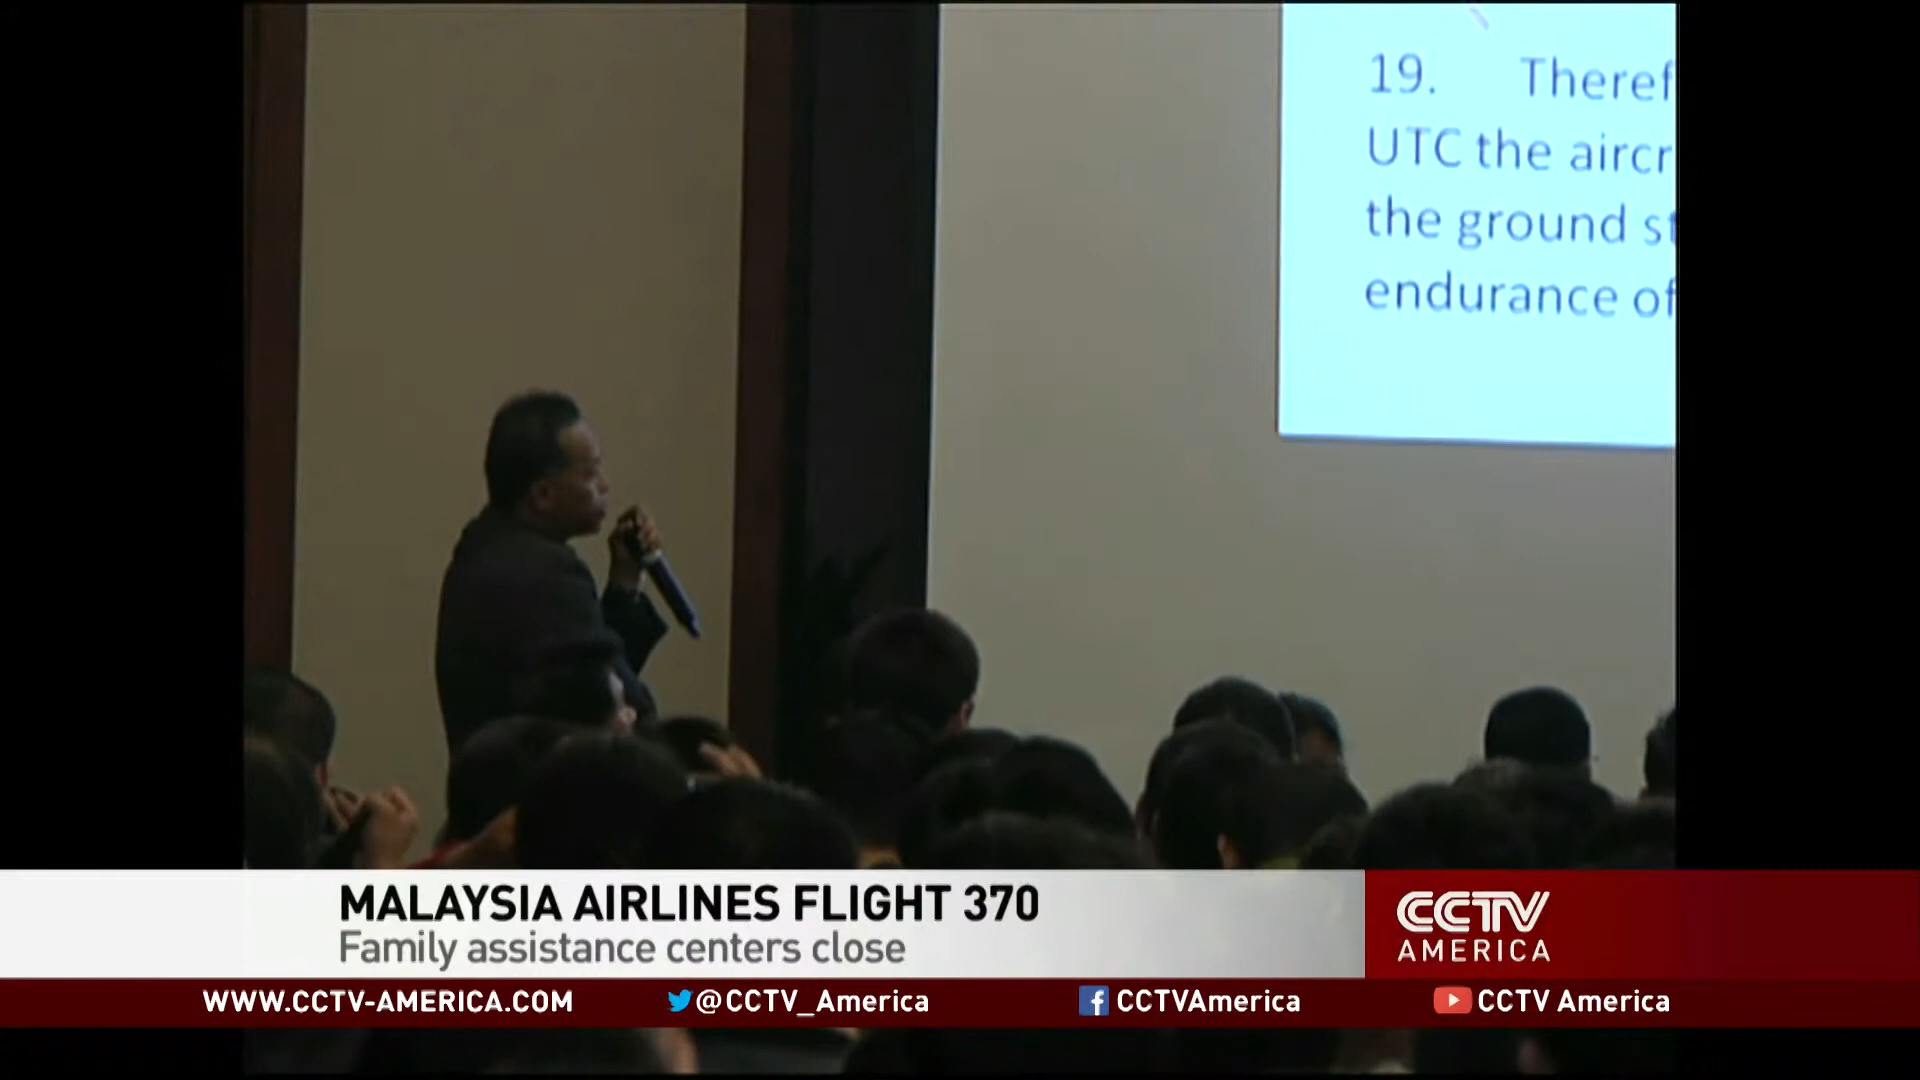 19. Theref
UTC the aircr
the ground st
endurance of
MALAYSIA AIRLINES FLIGHT 370
Family assistance centers close
CCTV
AMERICA
WWW.CCTV-AMERICA.COM @CCTV_America CCTVAmerica CCTV America